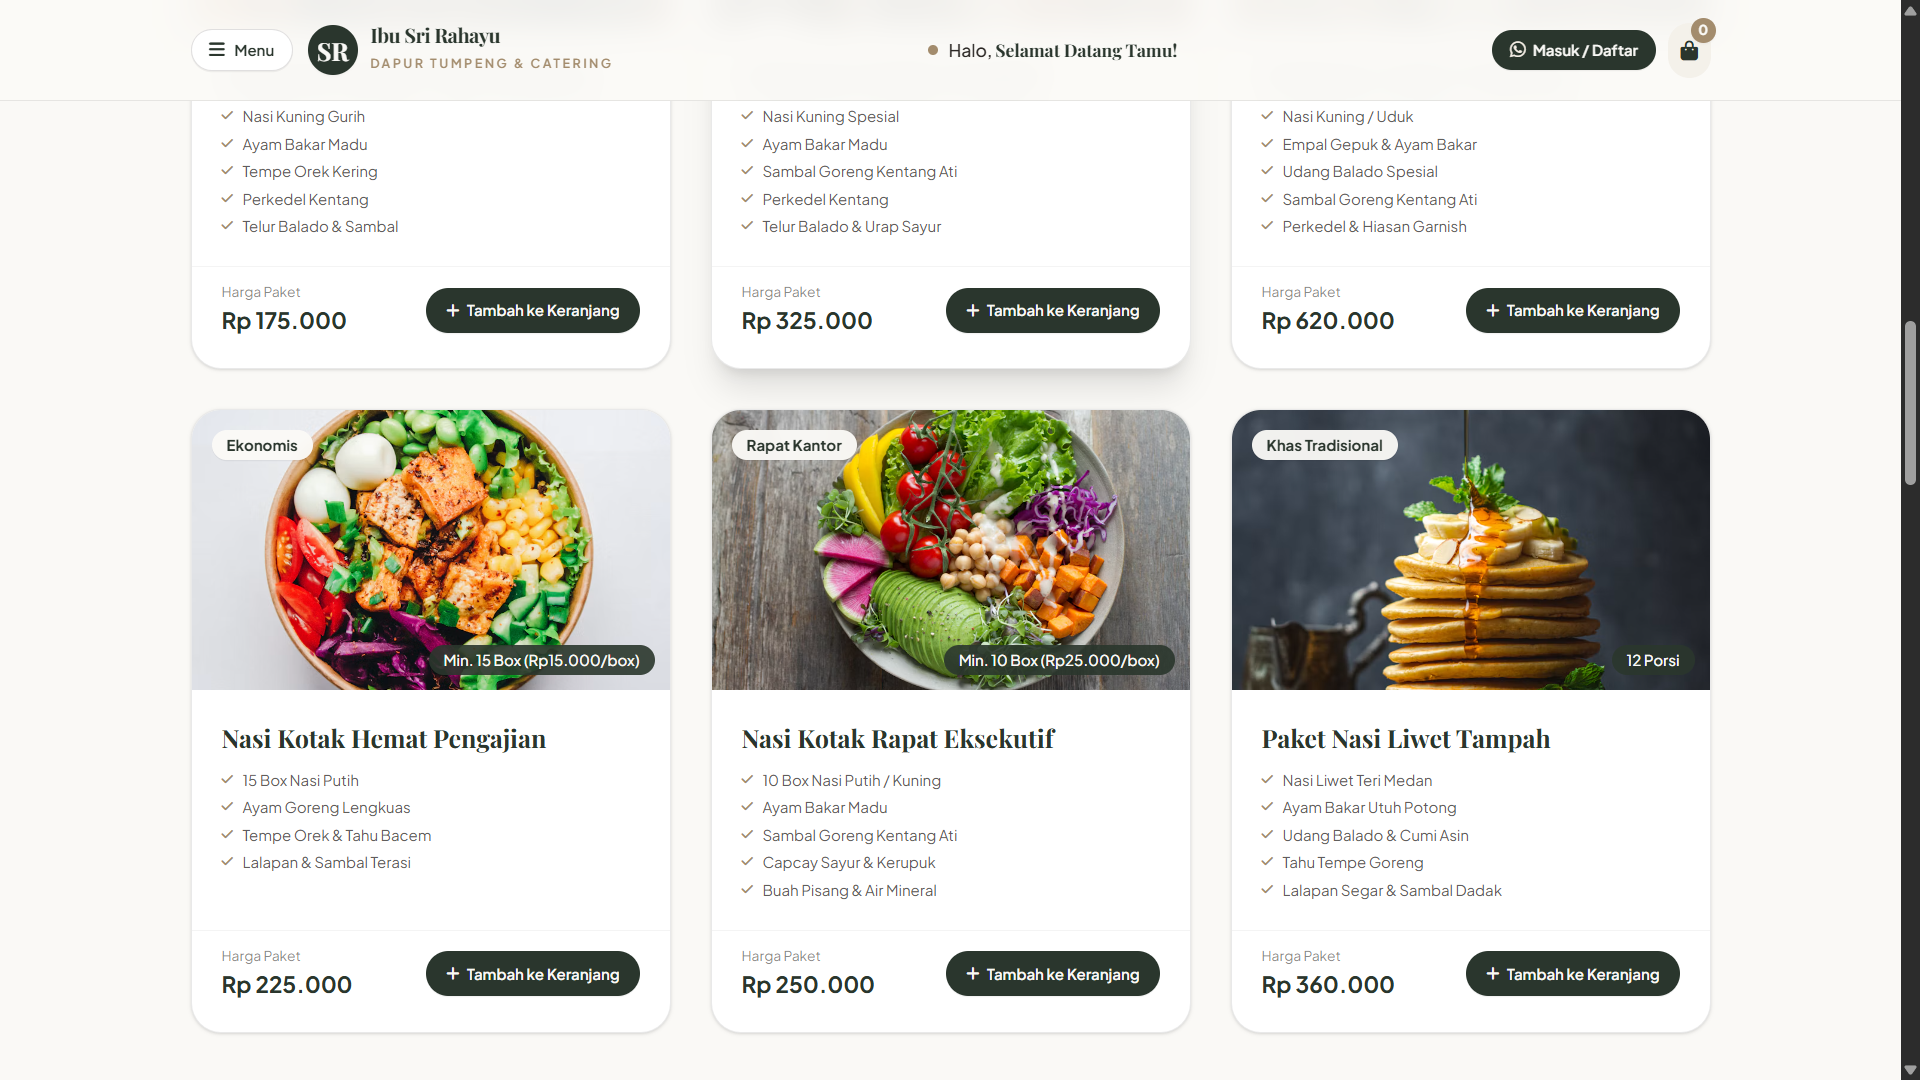 Menu
SR
Ibu Sri Rahayu
DAPUR TUMPENG & CATERING
Halo, Selamat Datang Tamu!
Masuk / Daftar
0
Nasi Kuning Gurih
Ayam Bakar Madu
Tempe Orek Kering
Perkedel Kentang
Telur Balado & Sambal
Harga Paket
Rp 175.000
+ Tambah ke Keranjang
Nasi Kuning Spesial
Ayam Bakar Madu
Sambal Goreng Kentang Ati
Perkedel Kentang
Telur Balado & Urap Sayur
Harga Paket
Rp 325.000
+ Tambah ke Keranjang
Nasi Kuning / Uduk
Empal Gepuk & Ayam Bakar
Udang Balado Spesial
Sambal Goreng Kentang Ati
Perkedel & Hiasan Garnish
Harga Paket
Rp 620.000
+ Tambah ke Keranjang
Ekonomis
Min. 15 Box (Rp15.000/box)
Nasi Kotak Hemat Pengajian
15 Box Nasi Putih
Ayam Goreng Lengkuas
Tempe Orek & Tahu Bacem
Lalapan & Sambal Terasi
Harga Paket
Rp 225.000
+ Tambah ke Keranjang
Rapat Kantor
Min. 10 Box (Rp25.000/box)
Nasi Kotak Rapat Eksekutif
10 Box Nasi Putih / Kuning
Ayam Bakar Madu
Sambal Goreng Kentang Ati
Capcay Sayur & Kerupuk
Buah Pisang & Air Mineral
Harga Paket
Rp 250.000
+ Tambah ke Keranjang
Khas Tradisional
12 Porsi
Paket Nasi Liwet Tampah
Nasi Liwet Teri Medan
Ayam Bakar Utuh Potong
Udang Balado & Cumi Asin
Tahu Tempe Goreng
Lalapan Segar & Sambal Dadak
Harga Paket
Rp 360.000
+ Tambah ke Keranjang